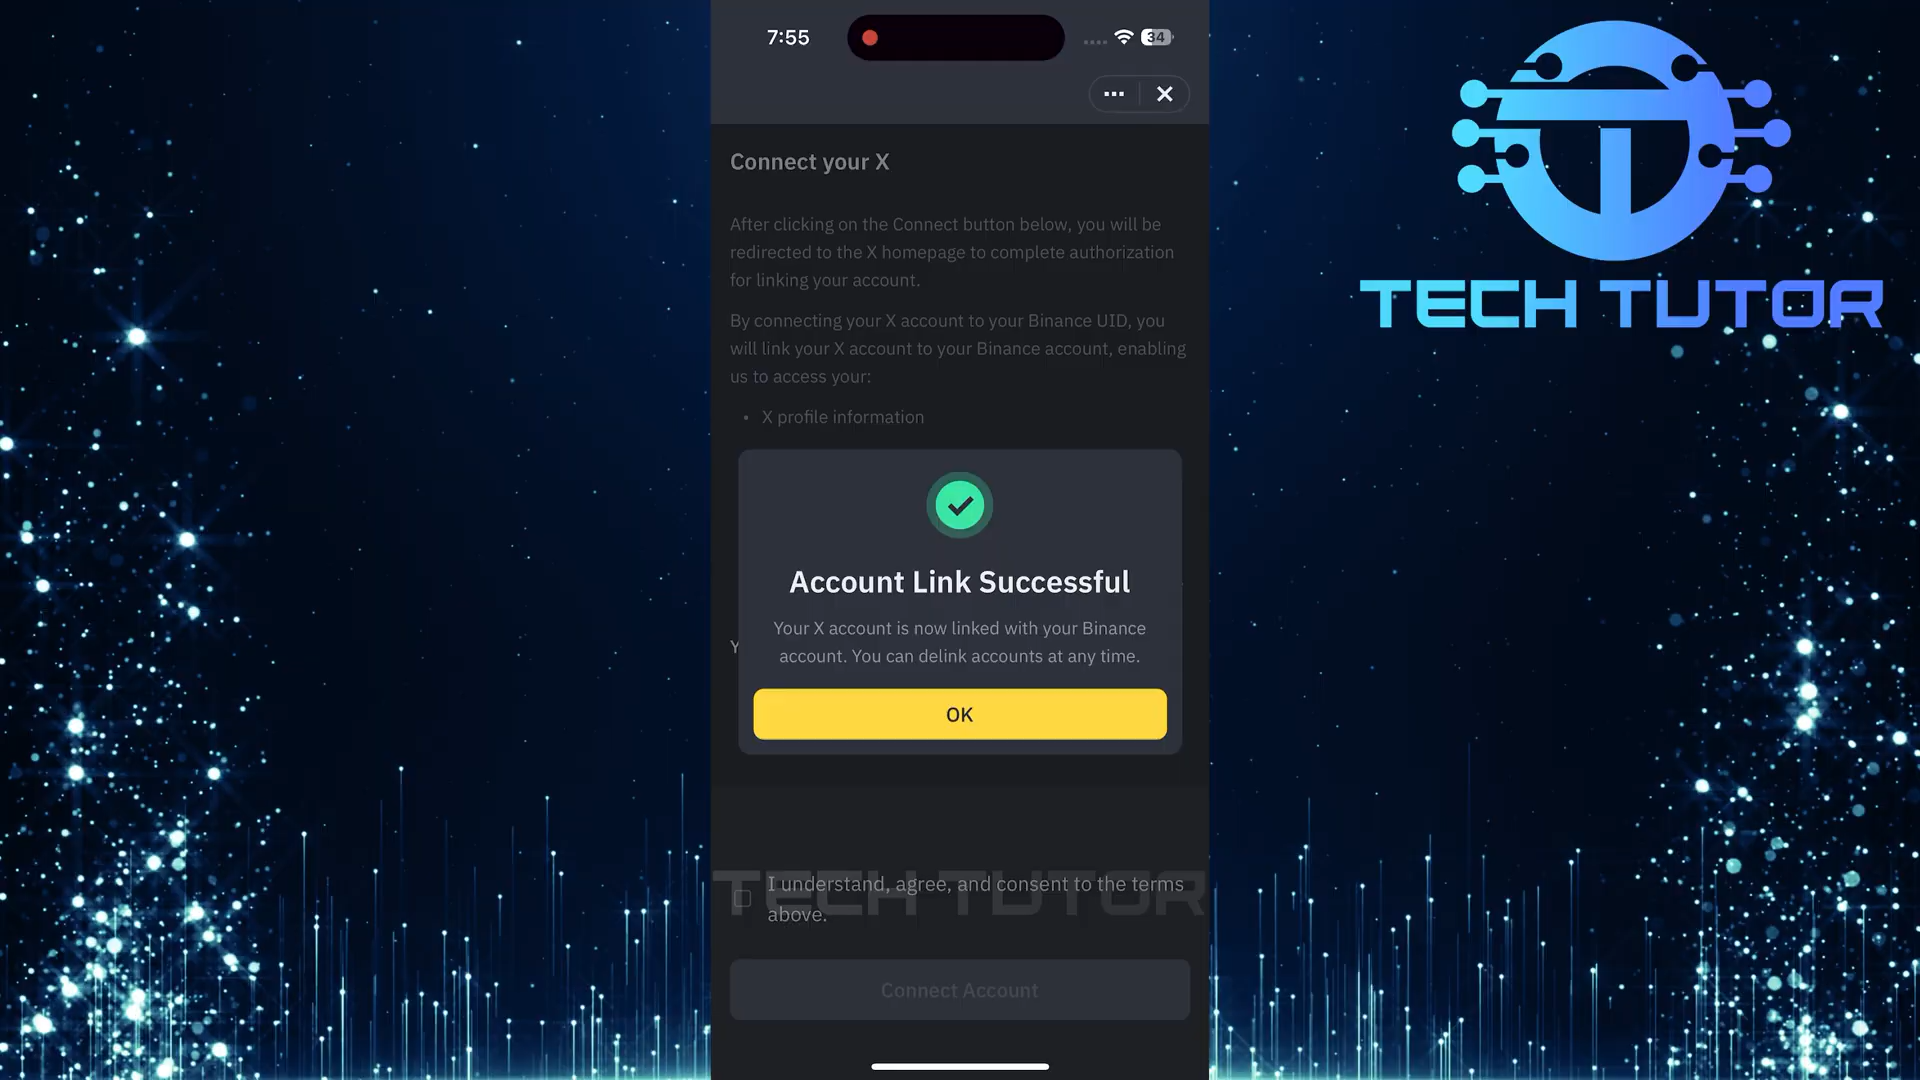 7:55
34
TECH TUTOR
Connect your X
After clicking on the Connect button below, you will be
redirected to the X homepage to complete authorization
for linking your account.
By connecting your X account to your Binance UID, you
will link your X account to your Binance account, enabling
us to access your:
• X profile information
Account Link Successful
Your X account is now linked with your Binance
account. You can delink accounts at any time.
Y
OK
TECH TUTOR
I understand, agree, and consent to the terms
above.
Connect Account